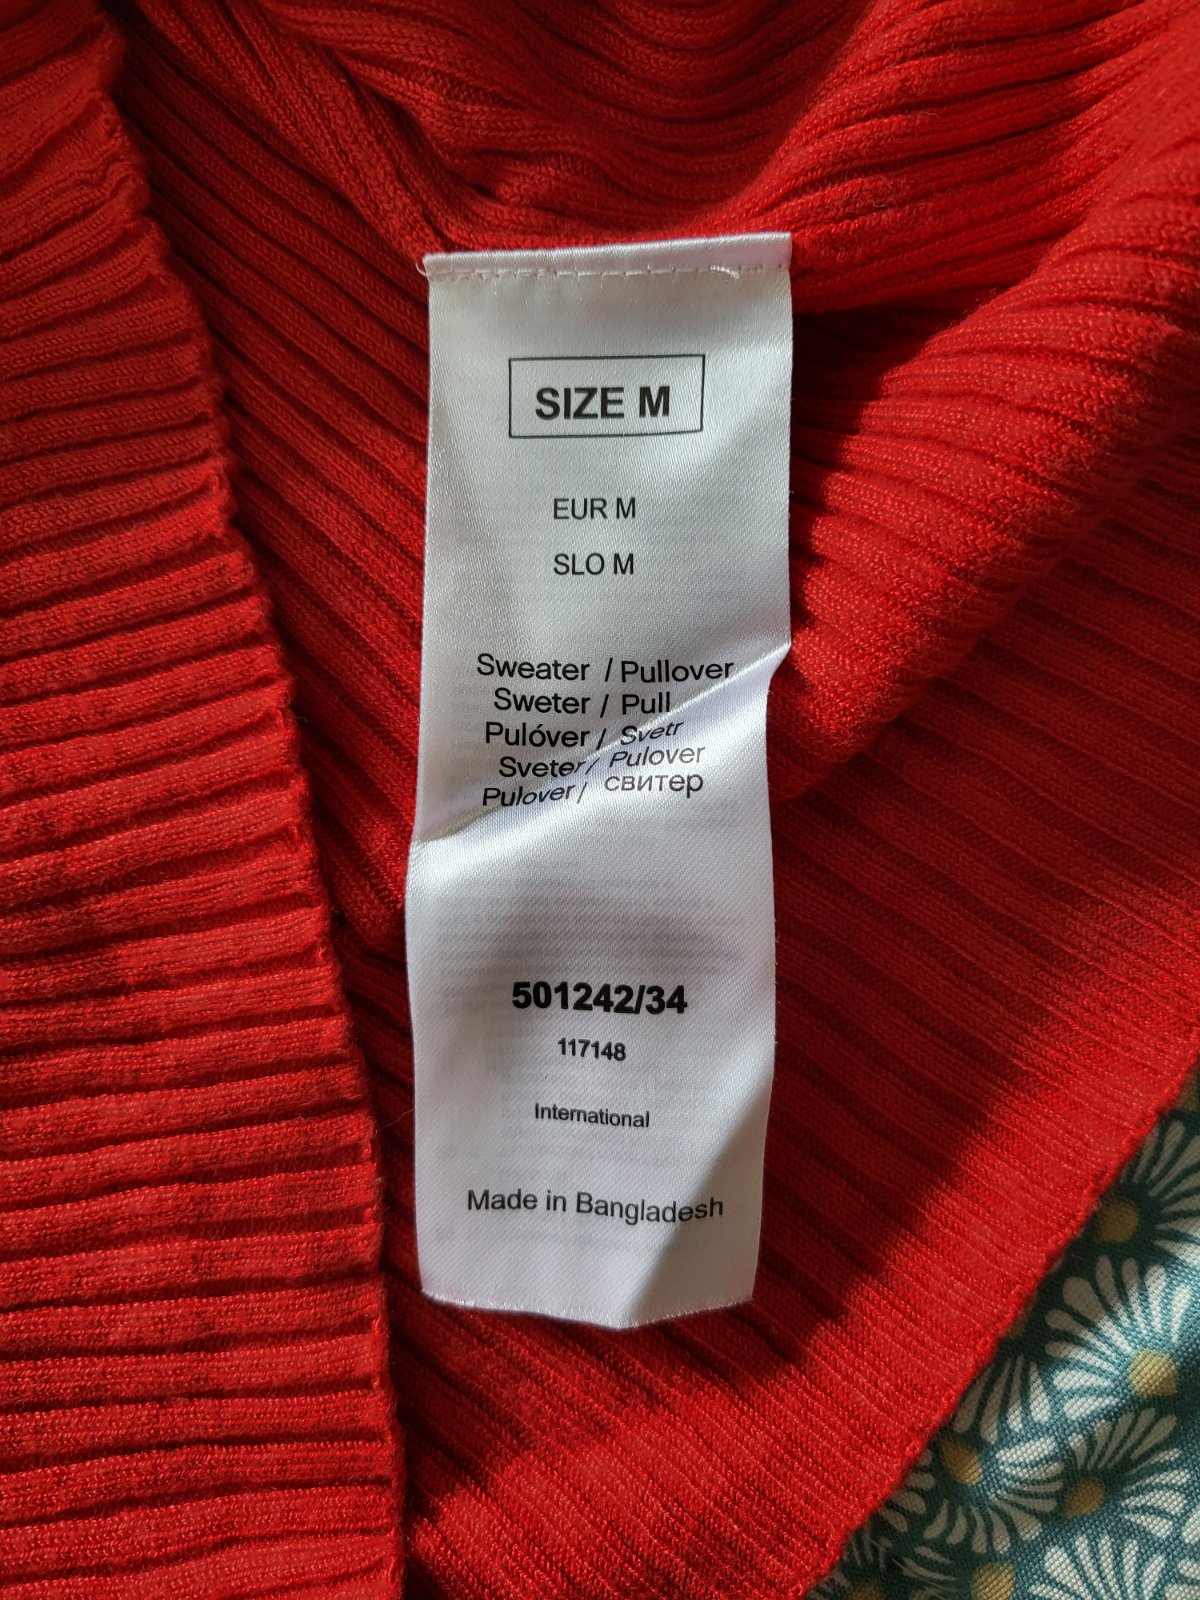 SIZE M
EUR M
SLO M
Sweater / Pullover
Sweter / Pull
Pulóver / Svetr
Sveter / Pulover
Pulover / свитер
501242/34
117148
International
Made in Bangladesh